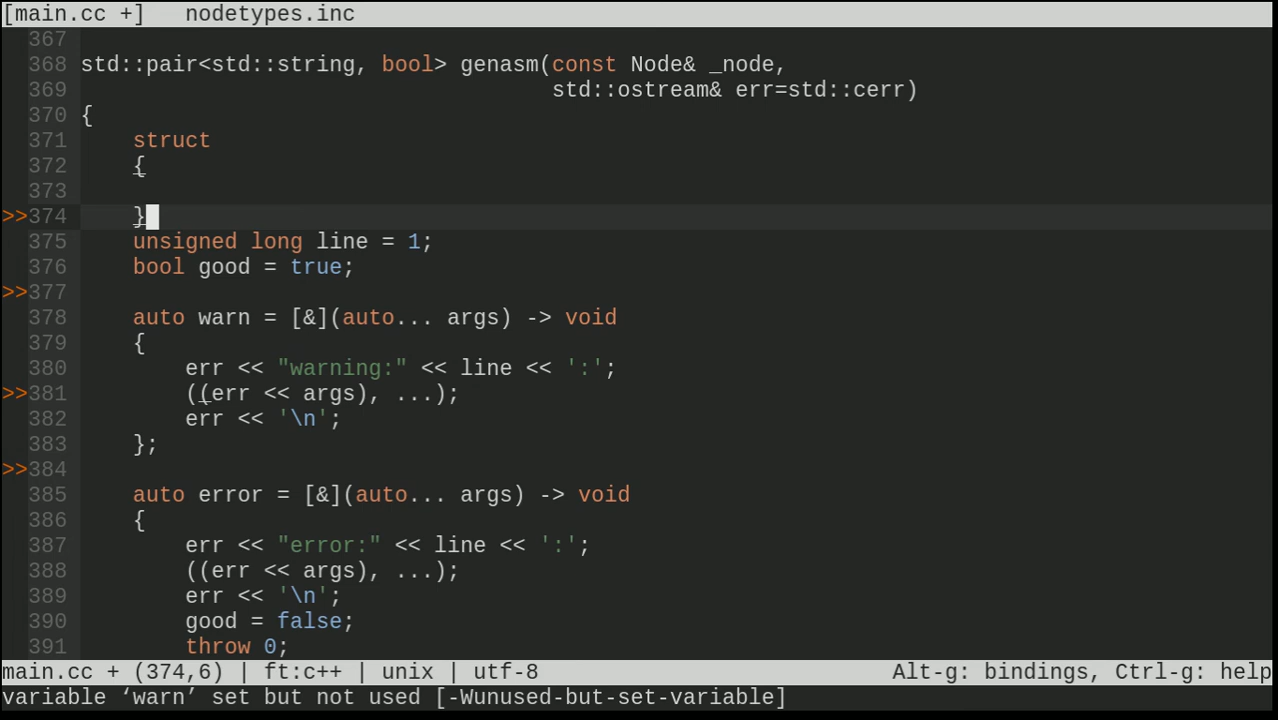 [main.cc +]   nodetypes.inc
367
368 std::pair<std::string, bool> genasm(const Node& _node,
369                                     std::ostream& err=std::cerr)
370 {
371     struct
372     {
373
>>374     }
375     unsigned long line = 1;
376     bool good = true;
>>377
378     auto warn = [&](auto... args) -> void
379     {
380         err << "warning:" << line << ':';
>>381         ((err << args), ...);
382         err << '\n';
383     };
>>384
385     auto error = [&](auto... args) -> void
386     {
387         err << "error:" << line << ':';
388         ((err << args), ...);
389         err << '\n';
390         good = false;
391         throw 0;
main.cc + (374,6) | ft:c++ | unix | utf-8                           Alt-g: bindings, Ctrl-g: help
variable ‘warn’ set but not used [-Wunused-but-set-variable]